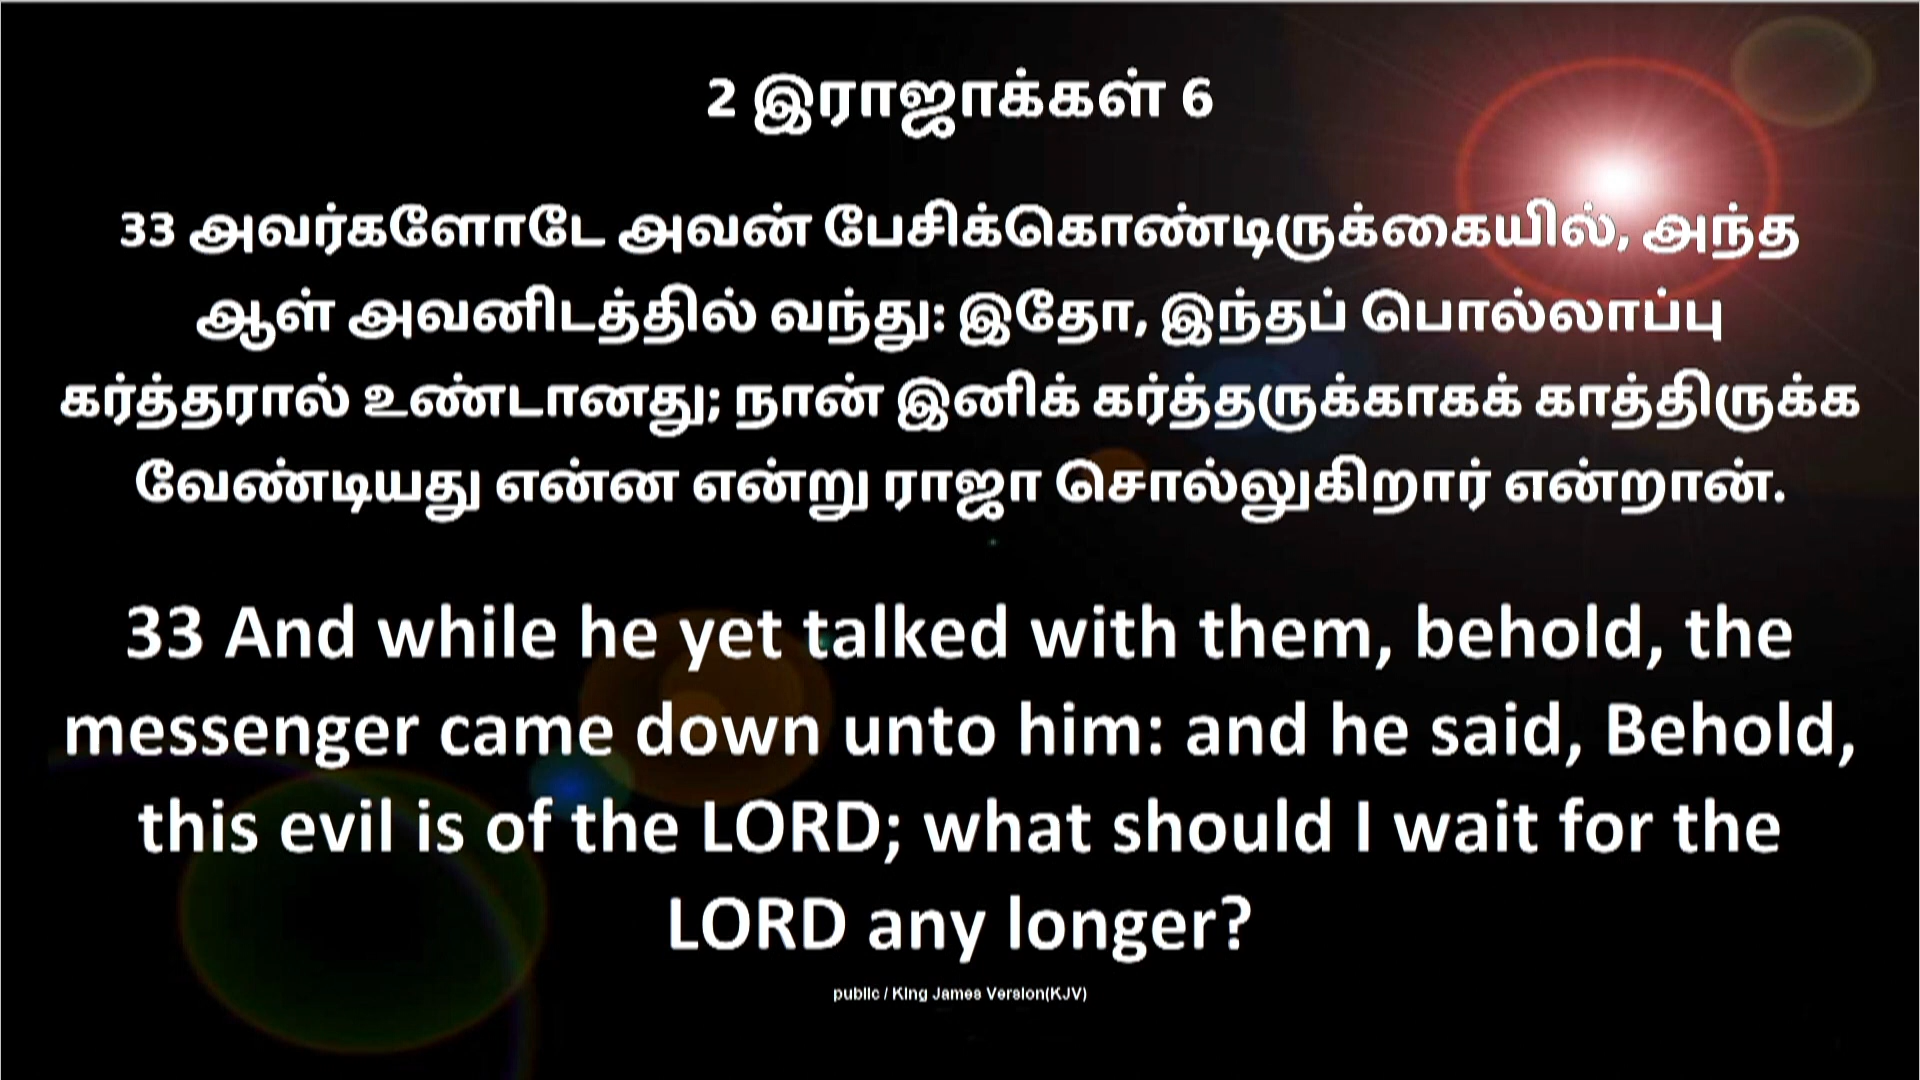 2 இராஜாக்கள் 6
33 அவர்களோடே அவன் பேசிக்கொண்டிருக்கையில், அந்த
ஆள் அவனிடத்தில் வந்து: இதோ, இந்தப் பொல்லாப்பு
கர்த்தரால் உண்டானது; நான் இனிக் கர்த்தருக்காகக் காத்திருக்க
வேண்டியது என்ன என்று ராஜா சொல்லுகிறார் என்றான்.
33 And while he yet talked with them, behold, the
messenger came down unto him: and he said, Behold,
this evil is of the LORD; what should I wait for the
LORD any longer?
public / King James Version(KJV)